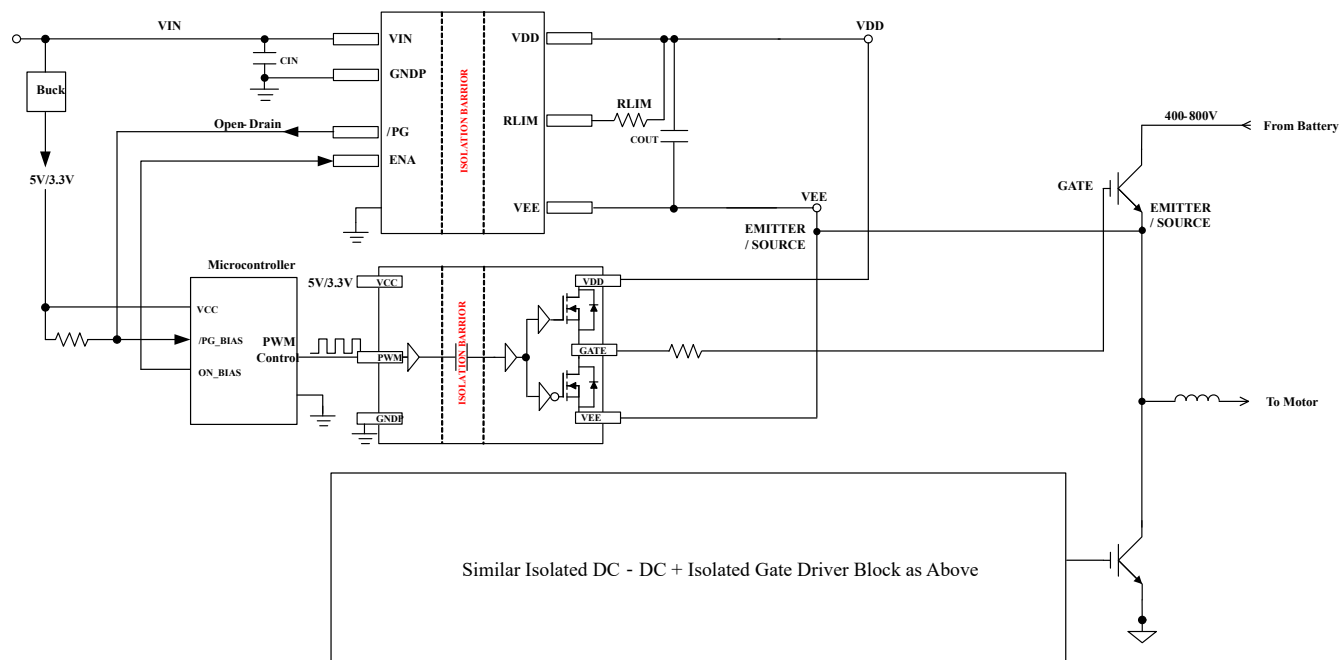 VIN
VDD
VIN
VDD
CIN
GNDP
Buck
RLIM
RLIM
COUT
400-800V
From Battery
Open- Drain
/PG
ENA
ISOLATION BARRIER
5V/3.3V
GATE
VEE
VEE
EMITTER
/ SOURCE
EMITTER
/ SOURCE
Microcontroller
5V/3.3V
VCC
VDD
VCC
/PG_BIAS
PWM
Control
ON_BIAS
PWM
ISOLATION BARRIER
GATE
GNDP
VEE
To Motor
Similar Isolated DC - DC + Isolated Gate Driver Block as Above